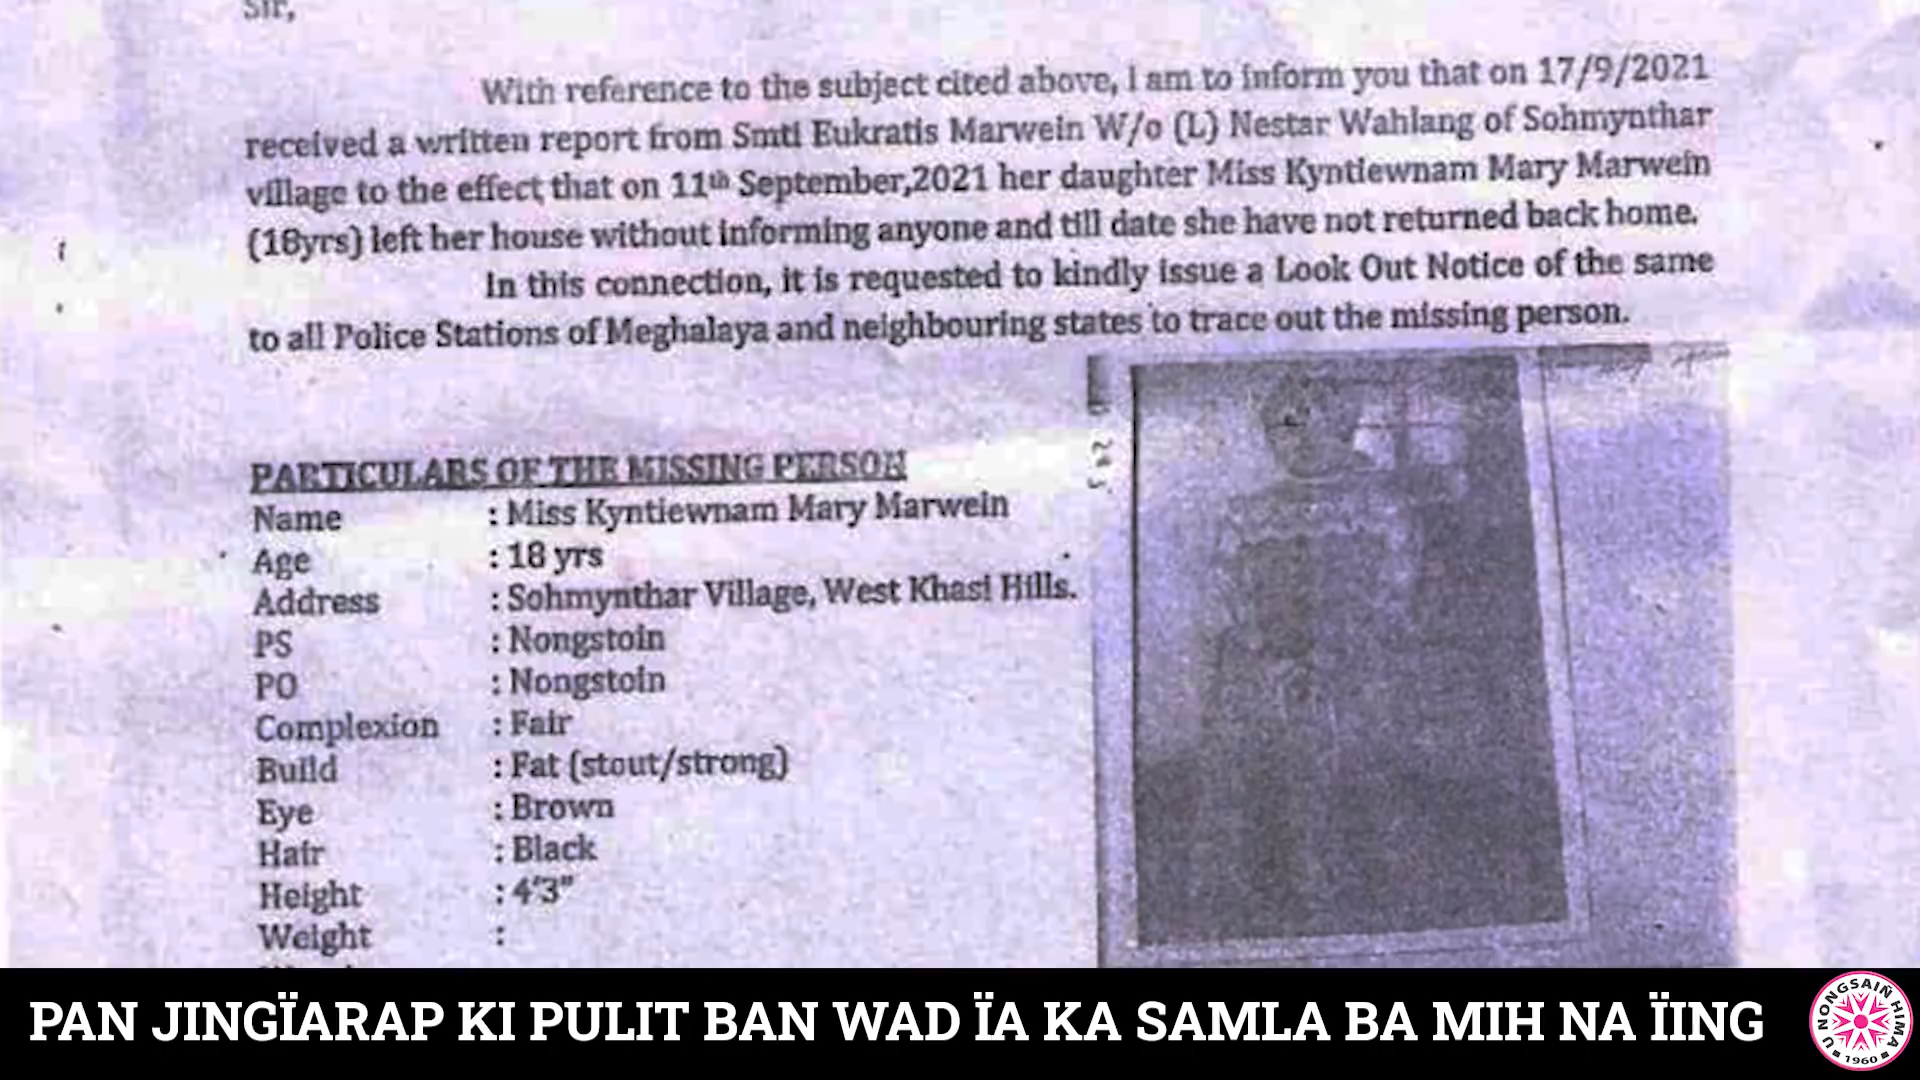 Sir,
With reference to the subject cited above, I am to inform you that on 17/9/2021
received a written report from Smti Eukratis Marwein W/o (L) Nestar Wahlang of Sohmynthar
village to the effect that on 11th September,2021 her daughter Miss Kyntiewnam Mary Marwein
(18yrs) left her house without informing anyone and till date she have not returned back home.
In this connection, it is requested to kindly issue a Look Out Notice of the same
to all Police Stations of Meghalaya and neighbouring states to trace out the missing person.
PARTICULARS OF THE MISSING PERSON
Name : Miss Kyntiewnam Mary Marwein
Age : 18 yrs
Address : Sohmynthar Village, West Khasi Hills.
PS : Nongstoin
PO : Nongstoin
Complexion : Fair
Build : Fat (stout/strong)
Eye : Brown
Hair : Black
Height : 4'3"
Weight :
PAN JINGÏARAP KI PULIT BAN WAD ÏA KA SAMLA BA MIH NA ÏING
U NONGSAIÑ HIMA
1960